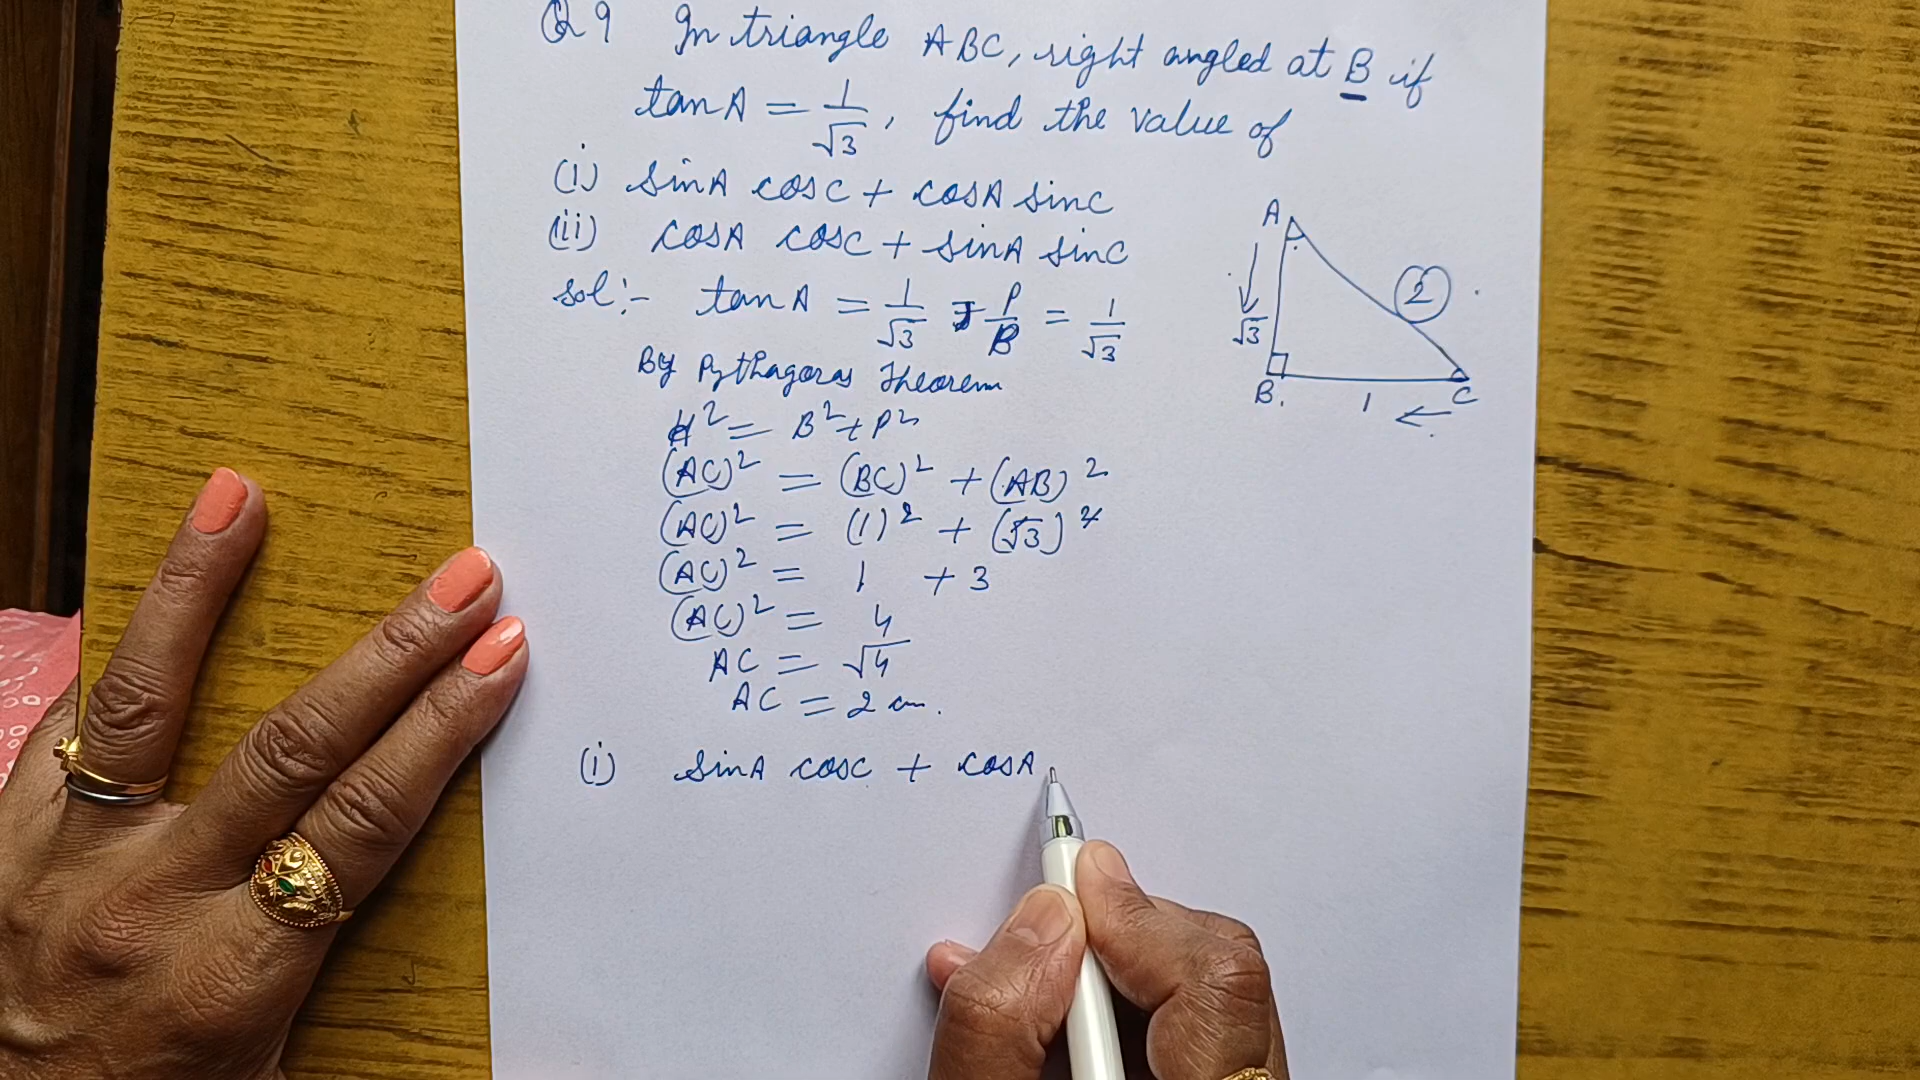 Q9 In triangle ABC, right angled at B if
tanA = 1/√3, find the value of
(i) sinA cosC + cosA sinC
(ii) cosA cosC + sinA sinC
Sol:- tanA = 1/√3 = P/B = 1/√3
By Pythagoras Theorem
H² = B² + P²
(AC)² = (BC)² + (AB)²
(AC)² = (1)² + (√3)²
(AC)² = 1 + 3
(AC)² = 4
AC = √4
AC = 2 cm.
(i) sinA cosC + cosA
A
2
√3
B.
1
C